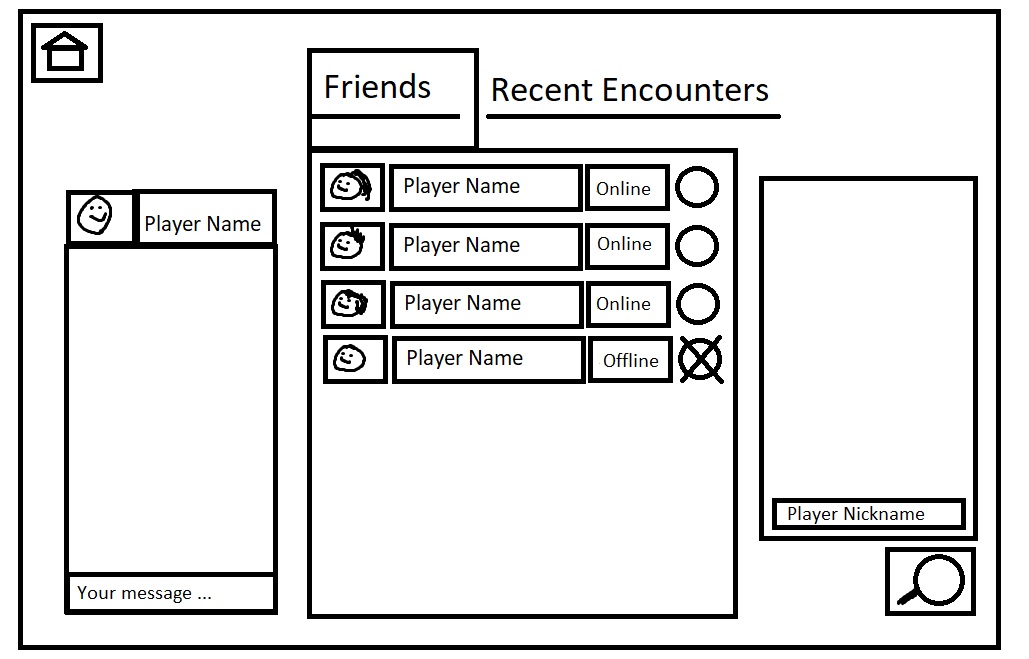 Friends
Recent Encounters
Player Name
Your message ...
Player Name Online
Player Name Online
Player Name Online
Player Name Offline
Player Nickname